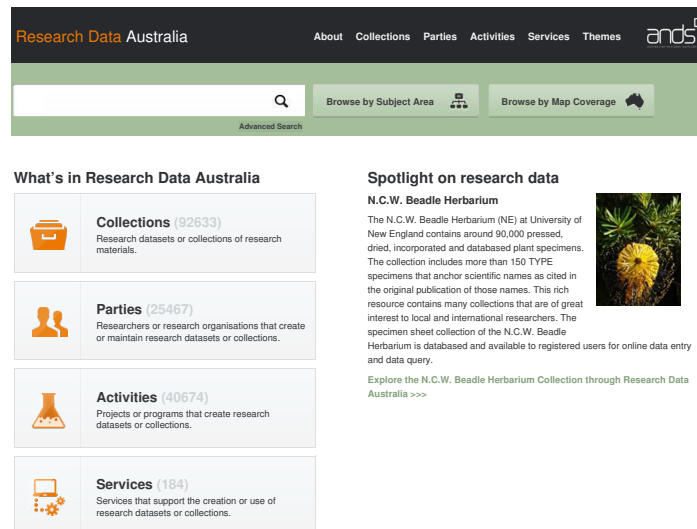 Research Data Australia
About Collections Parties Activities Services Themes
ands
Browse by Subject Area
Browse by Map Coverage
Advanced Search
What's in Research Data Australia
Collections (92633)
Research datasets or collections of research
materials.
Parties (25467)
Researchers or research organisations that create
or maintain research datasets or collections.
Activities (40674)
Projects or programs that create research
datasets or collections.
Services (184)
Services that support the creation or use of
research datasets or collections.
Spotlight on research data
N.C.W. Beadle Herbarium
The N.C.W. Beadle Herbarium (NE) at University of
New England contains around 90,000 pressed,
dried, incorporated and databased plant specimens.
The collection includes more than 150 TYPE
specimens that anchor scientific names as cited in
the original publication of those names. This rich
resource contains many collections that are of great
interest to local and international researchers. The
specimen sheet collection of the N.C.W. Beadle
Herbarium is databased and available to registered users for online data entry
and data query.
Explore the N.C.W. Beadle Herbarium Collection through Research Data
Australia >>>